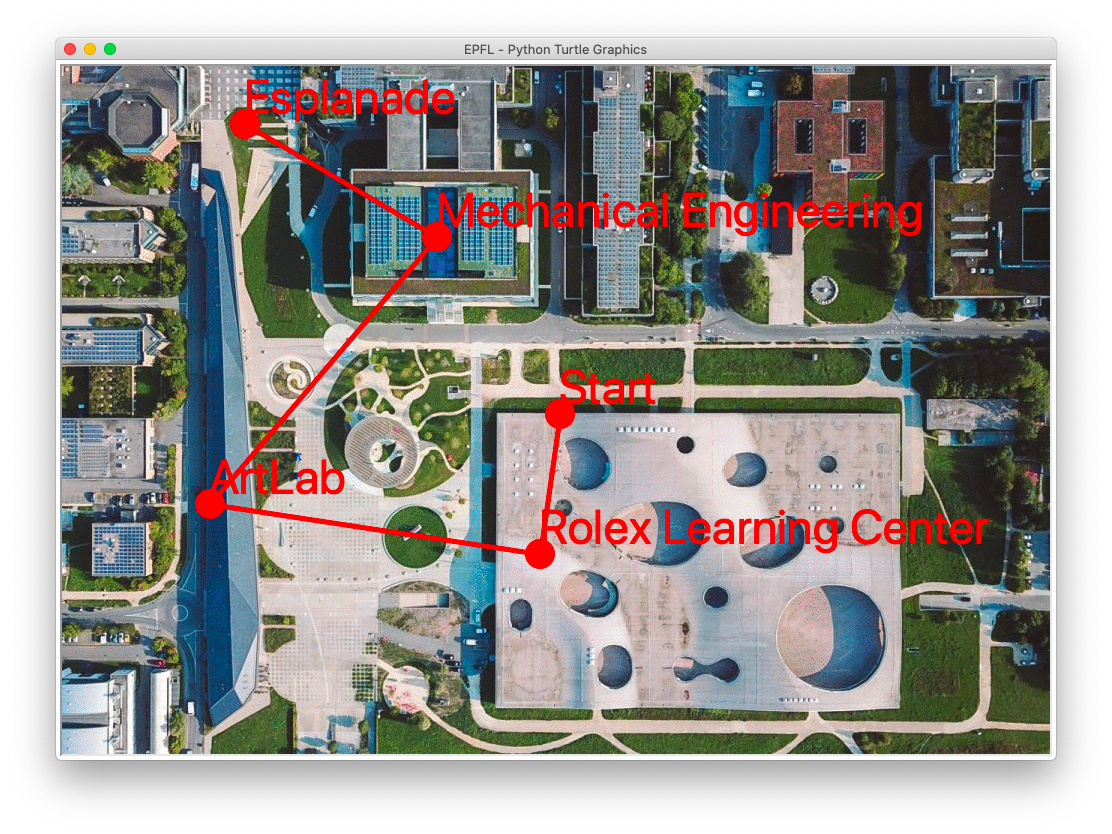 EPFL - Python Turtle Graphics
Esplanade
Mechanical Engineering
Start
ArtLab
Rolex Learning Center